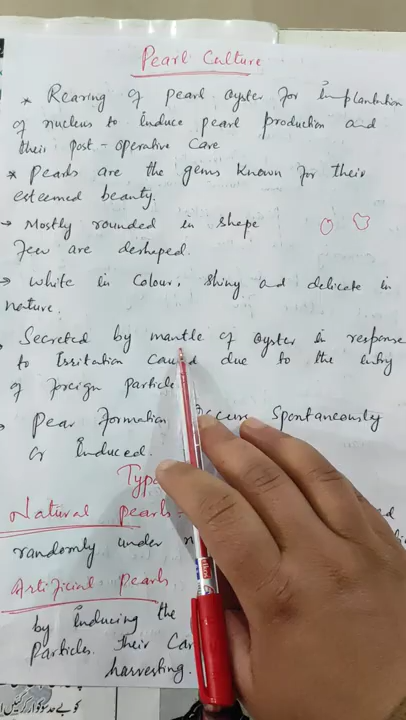 Pearl Culture
* Rearing of pearl oyster for implantation
of nucleus to induce pearl production and
their post-operative care
* Pearls are the gems known for their
esteemed beauty.
→ Mostly rounded in shape
few are deshaped.
→ White in colour, shiny and delicate in
nature.
Secreted by mantle of oyster in response
to Irritation caused due to the entry
of foreign particle
Pear formation occurs spontaneously
or induced.
Typ
Natural pearls
randomly under
Artificial pearls
by inducing the
Particles. Their Car
harvesting.